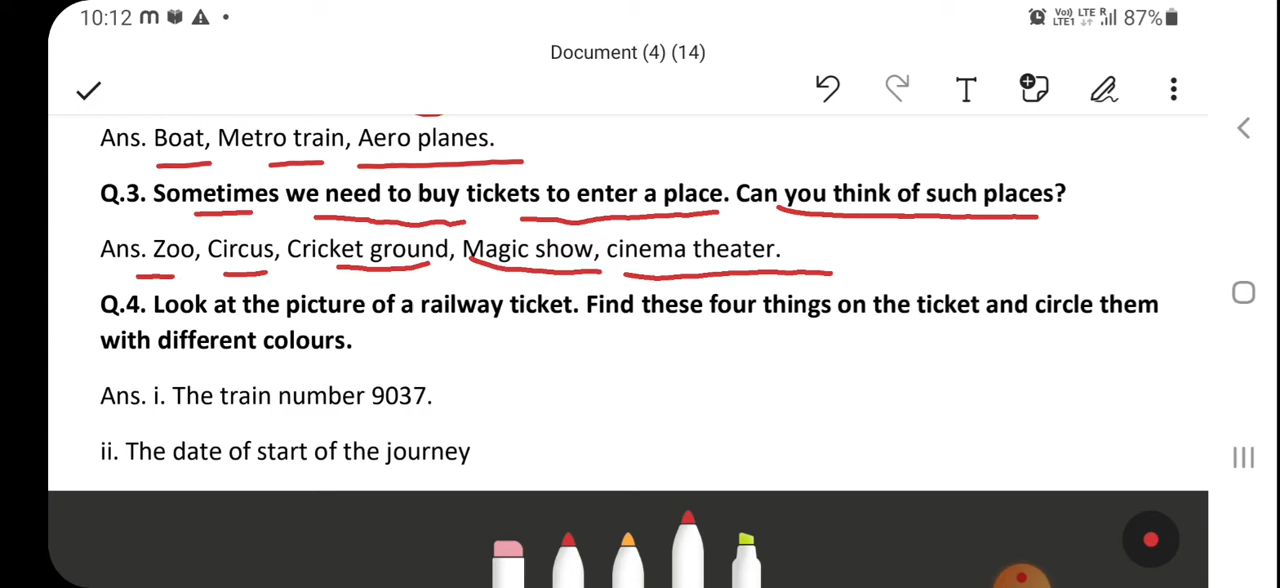 10:12 m
Vo)) LTE R
LTE1 87%
Document (4) (14)
T
Ans. Boat, Metro train, Aero planes.
Q.3. Sometimes we need to buy tickets to enter a place. Can you think of such places?
Ans. Zoo, Circus, Cricket ground, Magic show, cinema theater.
Q.4. Look at the picture of a railway ticket. Find these four things on the ticket and circle them
with different colours.
Ans. i. The train number 9037.
ii. The date of start of the journey